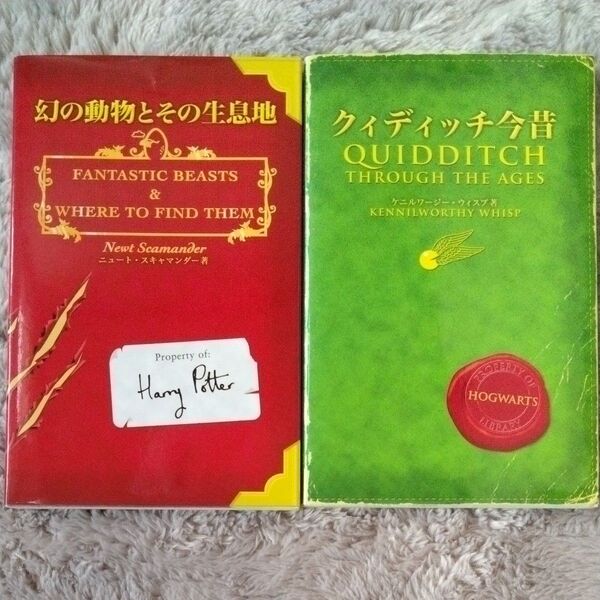 幻の動物とその生息地
FANTASTIC BEASTS
&
WHERE TO FIND THEM
Newt Scamander
ニュート・スキャマンダー著
Property of:
Harry Potter
クィディッチ今昔
QUIDDITCH
THROUGH THE AGES
ケニルワージー・ウィスプ著
KENNILWORTHY WHISP
PROPERTY OF
HOGWARTS
LIBRARY